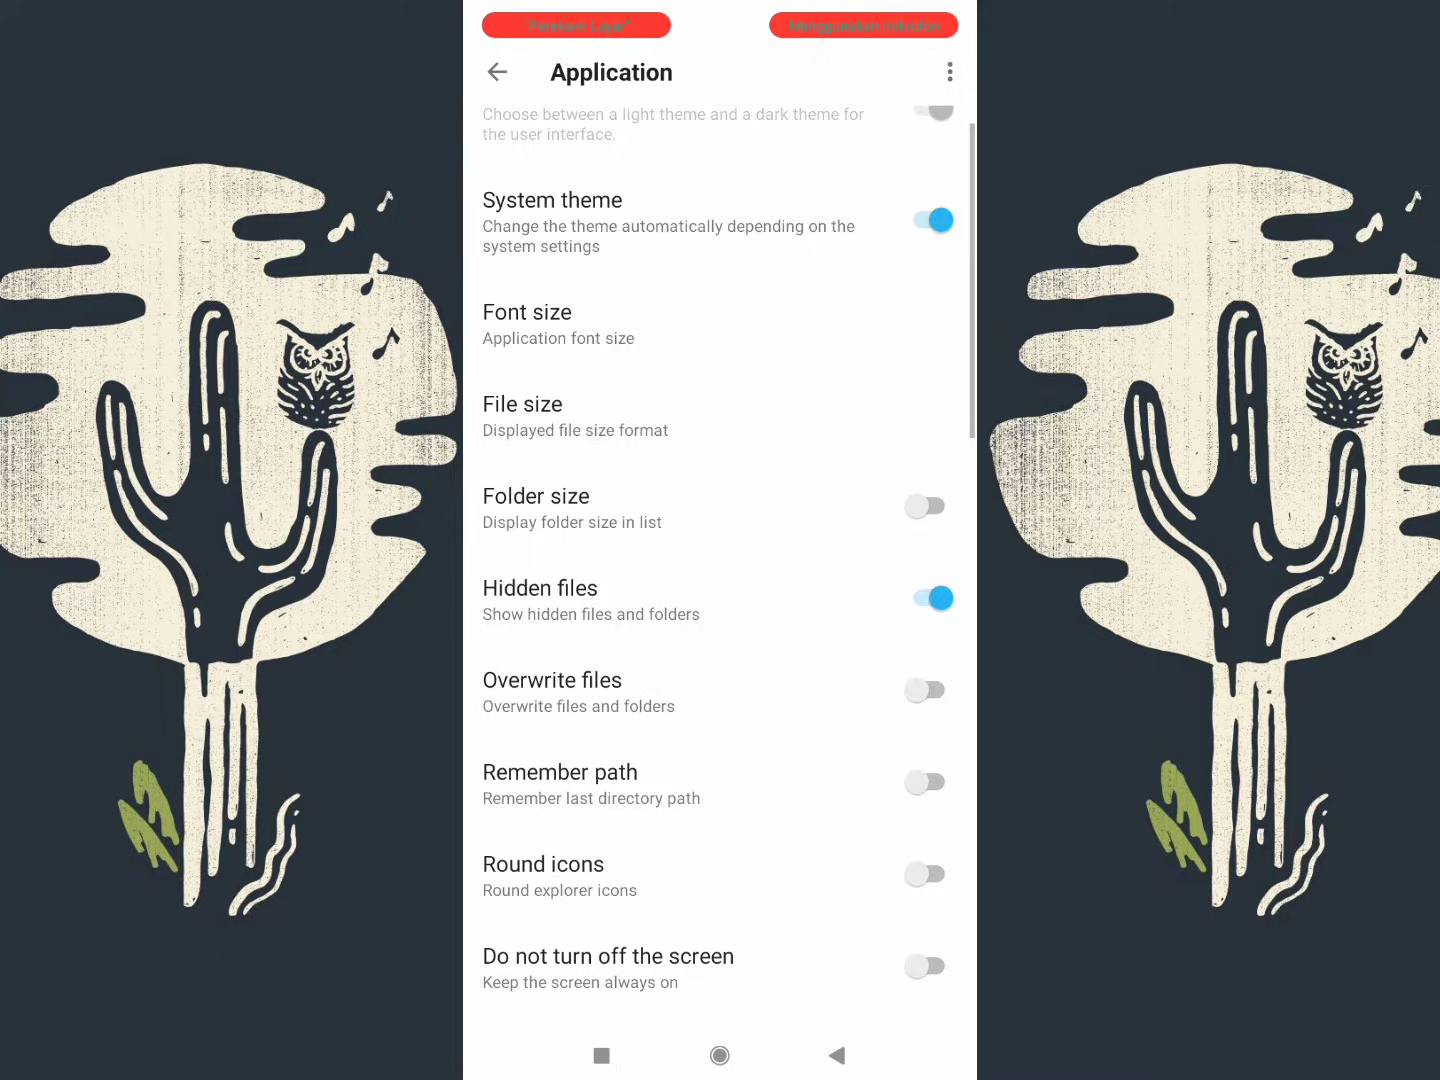 "Perekam Layar"
Menggunakan mikrofon
Application
Choose between a light theme and a dark theme for
the user interface.
System theme
Change the theme automatically depending on the
system settings
Font size
Application font size
File size
Displayed file size format
Folder size
Display folder size in list
Hidden files
Show hidden files and folders
Overwrite files
Overwrite files and folders
Remember path
Remember last directory path
Round icons
Round explorer icons
Do not turn off the screen
Keep the screen always on